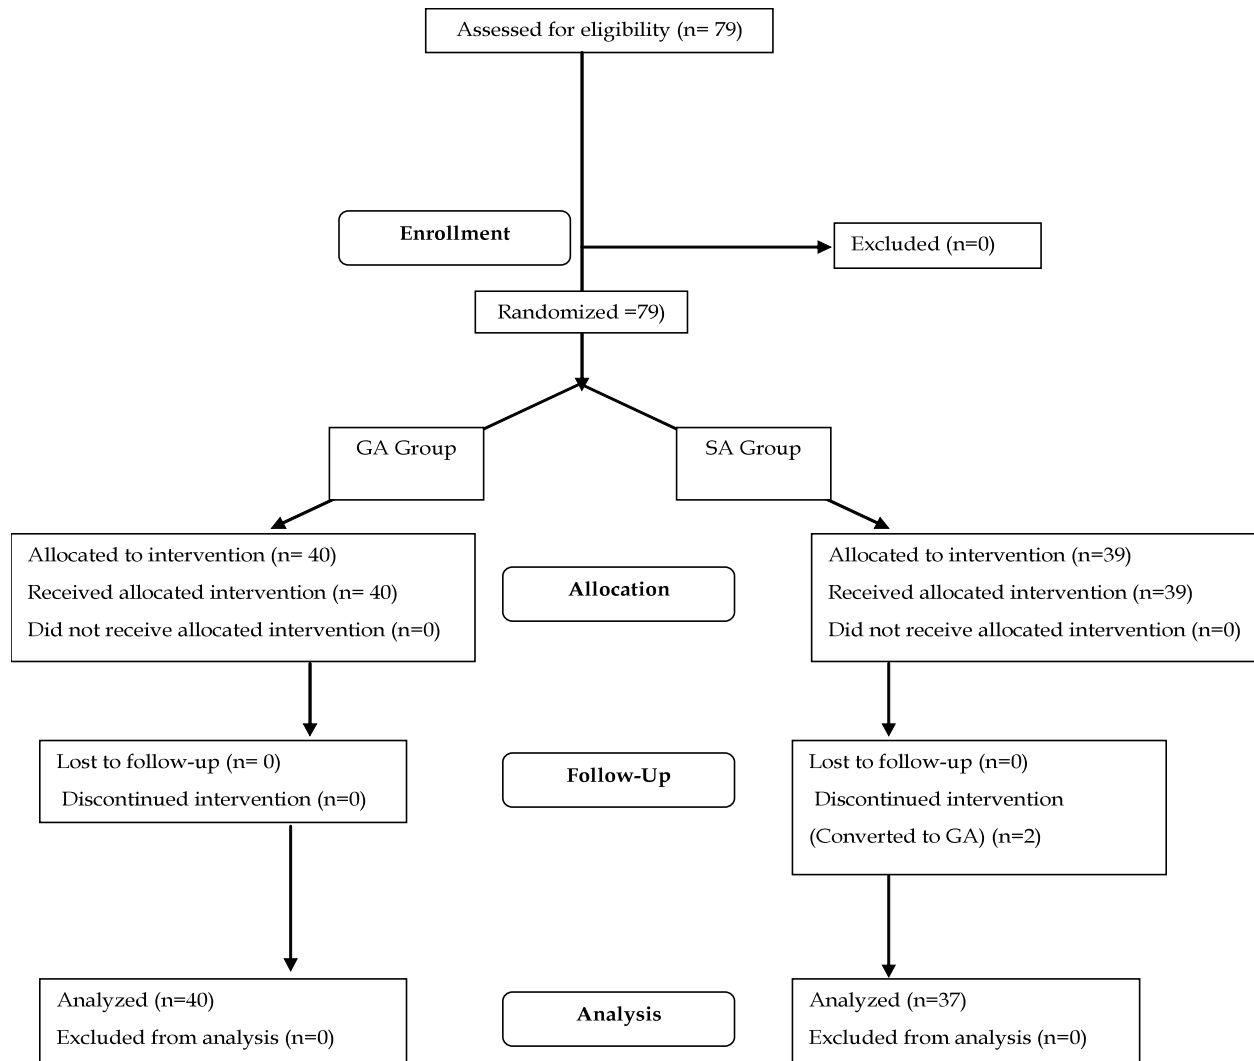 Assessed for eligibility (n= 79)
Enrollment
Excluded (n=0)
Randomized =79)
GA Group
SA Group
Allocated to intervention (n= 40)
Received allocated intervention (n= 40)
Did not receive allocated intervention (n=0)
Allocation
Allocated to intervention (n=39)
Received allocated intervention (n=39)
Did not receive allocated intervention (n=0)
Lost to follow-up (n= 0)
Discontinued intervention (n=0)
Follow-Up
Lost to follow-up (n=0)
Discontinued intervention
(Converted to GA) (n=2)
Analyzed (n=40)
Excluded from analysis (n=0)
Analysis
Analyzed (n=37)
Excluded from analysis (n=0)